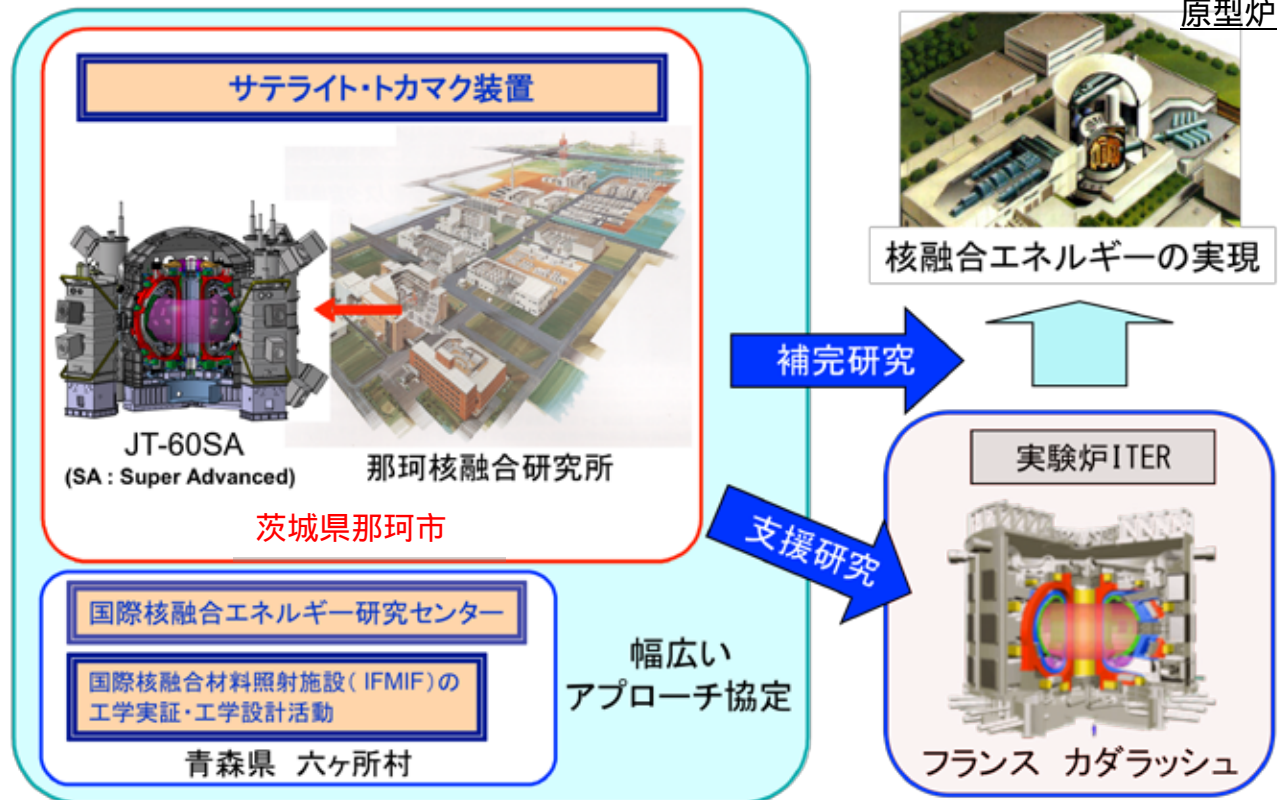 原型炉
サテライト・トカマク装置
核融合エネルギーの実現
補完研究
JT-60SA
(SA : Super Advanced)
那珂核融合研究所
茨城県那珂市
実験炉ITER
支援研究
国際核融合エネルギー研究センター
国際核融合材料照射施設( IFMIF)の
工学実証・工学設計活動
青森県 六ヶ所村
幅広い
アプローチ協定
フランス カダラッシュ